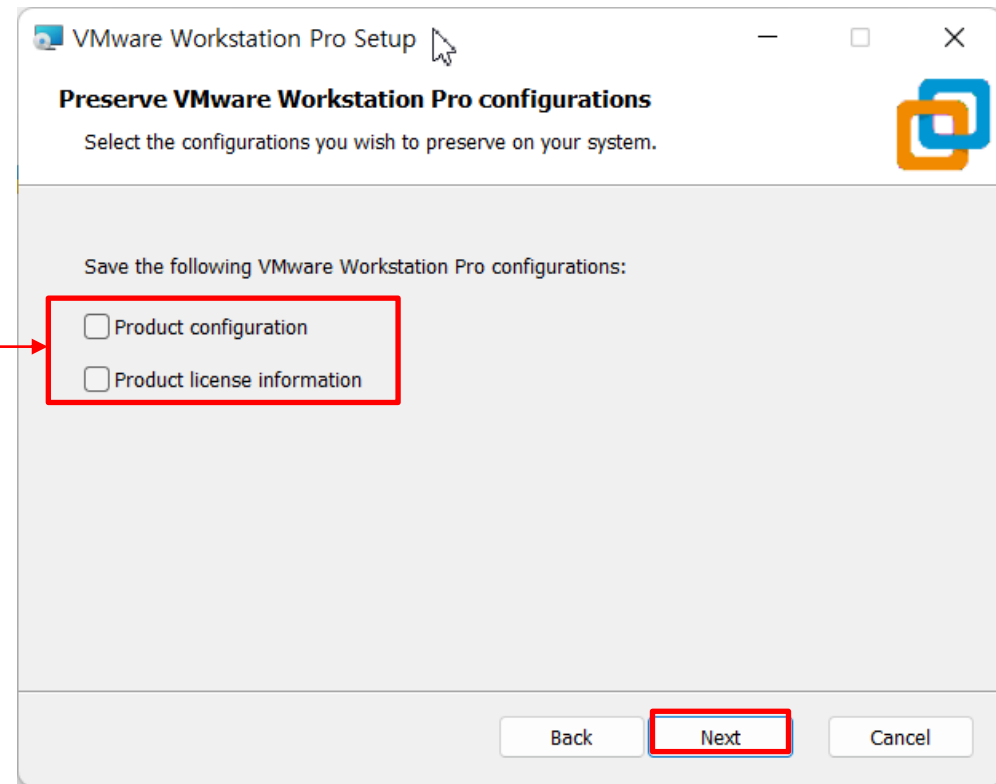 VMware Workstation Pro Setup
Preserve VMware Workstation Pro configurations
Select the configurations you wish to preserve on your system.
Save the following VMware Workstation Pro configurations:
Product configuration
Product license information
Back Next Cancel